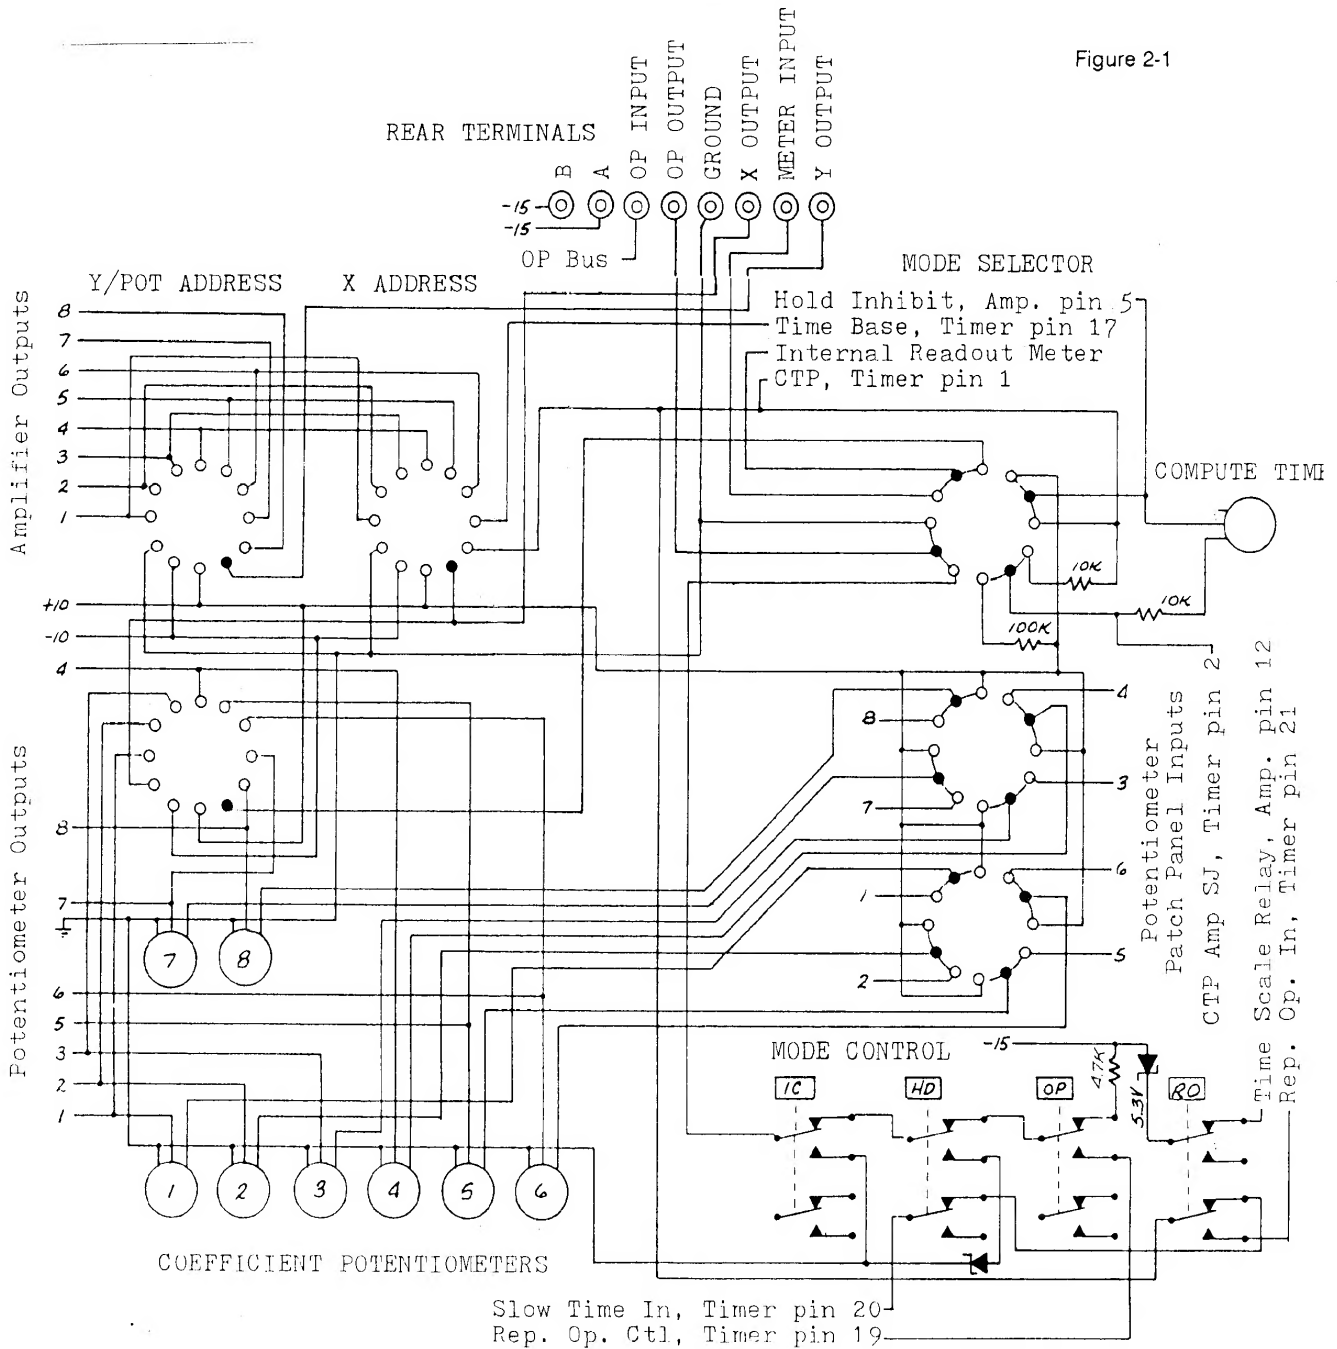 Figure 2-1
REAR TERMINALS
B
A
OP INPUT
OP OUTPUT
GROUND
X OUTPUT
METER INPUT
Y OUTPUT
-15
-15
OP Bus
Y/POT ADDRESS
X ADDRESS
MODE SELECTOR
Hold Inhibit, Amp. pin 5
Time Base, Timer pin 17
Internal Readout Meter
CTP, Timer pin 1
Amplifier Outputs
8
7
6
5
4
3
2
1
+10
-10
4
COMPUTE TIM
10K
10K
100K
Potentiometer Outputs
8
7
6
5
3
2
1
4
8
3
7
6
1
5
2
Potentiometer
Patch Panel Inputs
CTP Amp SJ, Timer pin 2
Time Scale Relay, Amp. pin 12
Rep. Op. In, Timer pin 21
7
8
MODE CONTROL
-15
4.7K
5.3V
IC
HD
OP
RO
1
2
3
4
5
6
COEFFICIENT POTENTIOMETERS
Slow Time In, Timer pin 20
Rep. Op. Ctl, Timer pin 19